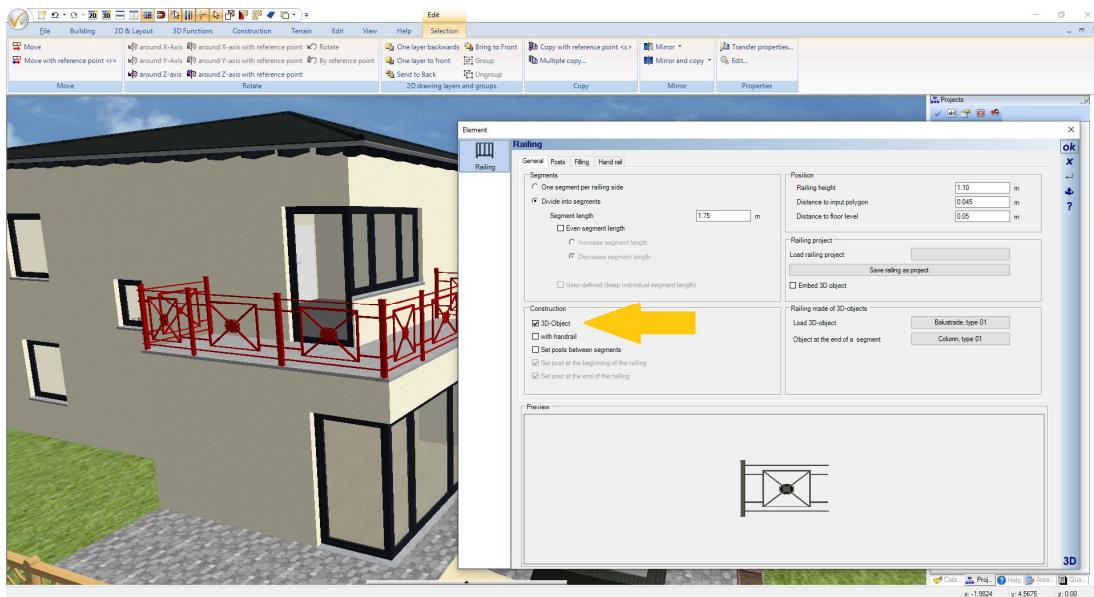 2D 3D Edit
File Building 2D & Layout 3D Functions Construction Terrain Edit View Help Selection
Move around X-Axis around X-axis with reference point Rotate One layer backwards Bring to Front Copy with reference point <c> Mirror Transfer properties...
Move with reference point <r> around Y-Axis around Y-axis with reference point By reference point One layer to front Group Multiple copy... Mirror and copy Edit...
around Z-axis around Z-axis with reference point Send to Back Ungroup
Move Rotate 2D drawing layers and groups Copy Mirror Properties
Projects
Element
Railing
Railing
ok
x
?
General Posts Filling Hand rail
Segments
One segment per railing side
Divide into segments
Segment length 1.75 m
Even segment length
Increase segment length
Decrease segment length
User-defined (keep individual segment length)
Position
Railing height 1.10 m
Distance to input polygon 0.045 m
Distance to floor level 0.05 m
Railing project
Load railing project
Save railing as project
Embed 3D object
Construction
3D-Object
with handrail
Set posts between segments
Set post at the beginning of the railing
Set post at the end of the railing
Railing made of 3D-objects
Load 3D-object Balustrade, type 01
Object at the end of a segment Column, type 01
Preview
3D
Cata... Proj... Help Area... Qua...
x: -1.9824 y: 4.5675 z: 0.00